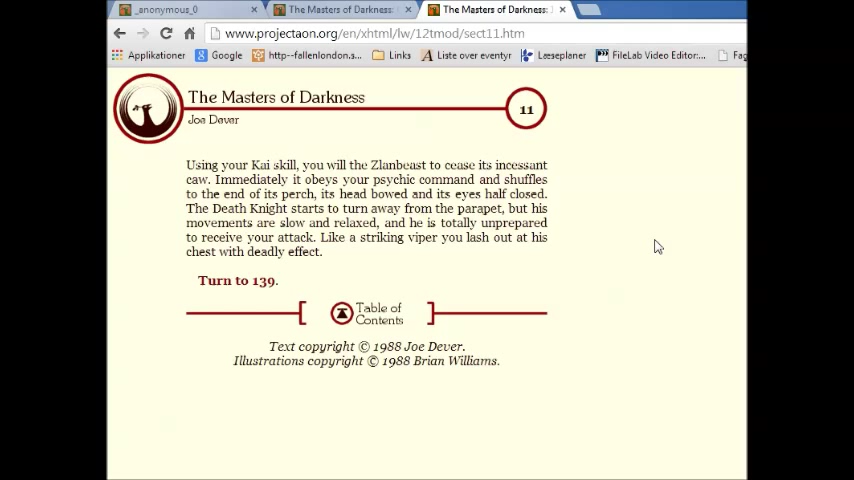 _anonymous_0
The Masters of Darkness:
The Masters of Darkness:
www.projectaon.org/en/xhtml/lw/12tmod/sect11.htm
Applikationer Google http--fallenlondon.s... Links Liste over eventyr Læseplaner FileLab Video Editor:...
The Masters of Darkness
11
Joe Dever
Using your Kai skill, you will the Zlanbeast to cease its incessant
caw. Immediately it obeys your psychic command and shuffles
to the end of its perch, its head bowed and its eyes half closed.
The Death Knight starts to turn away from the parapet, but his
movements are slow and relaxed, and he is totally unprepared
to receive your attack. Like a striking viper you lash out at his
chest with deadly effect.
Turn to 139.
Table of
Contents
Text copyright © 1988 Joe Dever.
Illustrations copyright © 1988 Brian Williams.